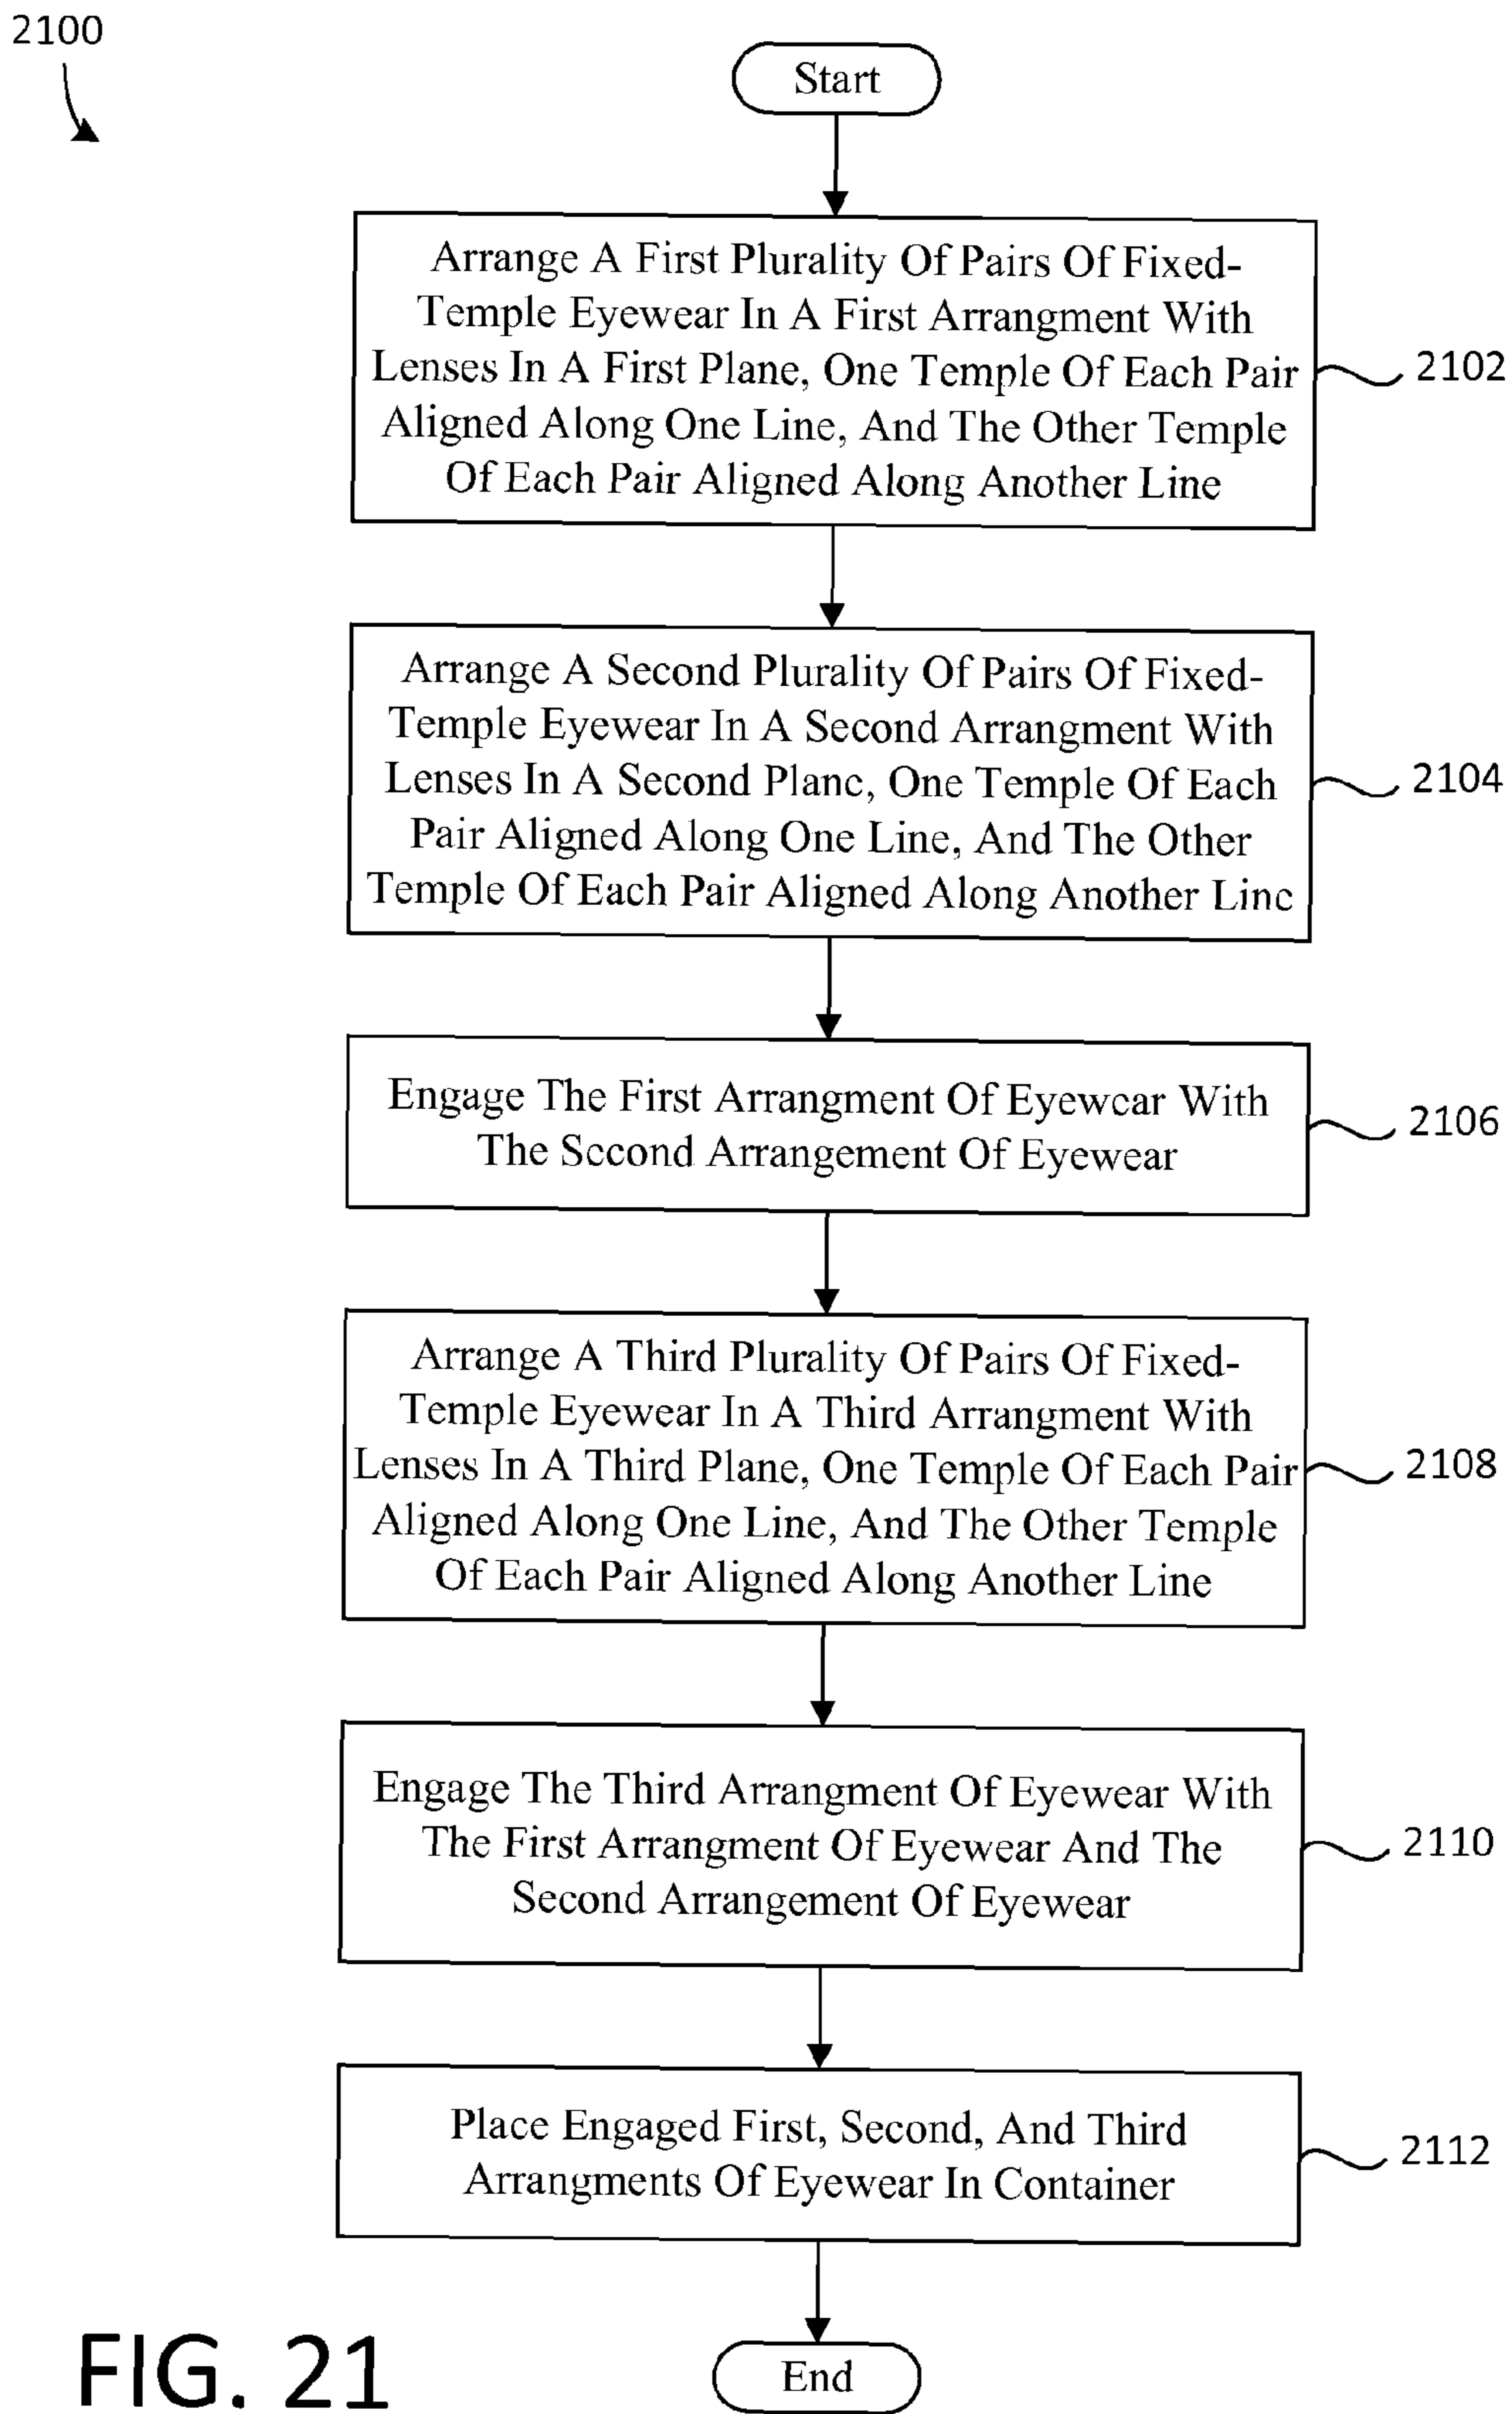 2100
Start
Arrange A First Plurality Of Pairs Of Fixed-
Temple Eyewear In A First Arrangment With
Lenses In A First Plane, One Temple Of Each Pair
Aligned Along One Line, And The Other Temple
Of Each Pair Aligned Along Another Line
2102
Arrange A Second Plurality Of Pairs Of Fixed-
Temple Eyewear In A Second Arrangment With
Lenses In A Second Plane, One Temple Of Each
Pair Aligned Along One Line, And The Other
Temple Of Each Pair Aligned Along Another Line
2104
Engage The First Arrangment Of Eyewear With
The Second Arrangement Of Eyewear
2106
Arrange A Third Plurality Of Pairs Of Fixed-
Temple Eyewear In A Third Arrangment With
Lenses In A Third Plane, One Temple Of Each Pair
Aligned Along One Line, And The Other Temple
Of Each Pair Aligned Along Another Line
2108
Engage The Third Arrangment Of Eyewear With
The First Arrangment Of Eyewear And The
Second Arrangement Of Eyewear
2110
Place Engaged First, Second, And Third
Arrangments Of Eyewear In Container
2112
End
FIG. 21